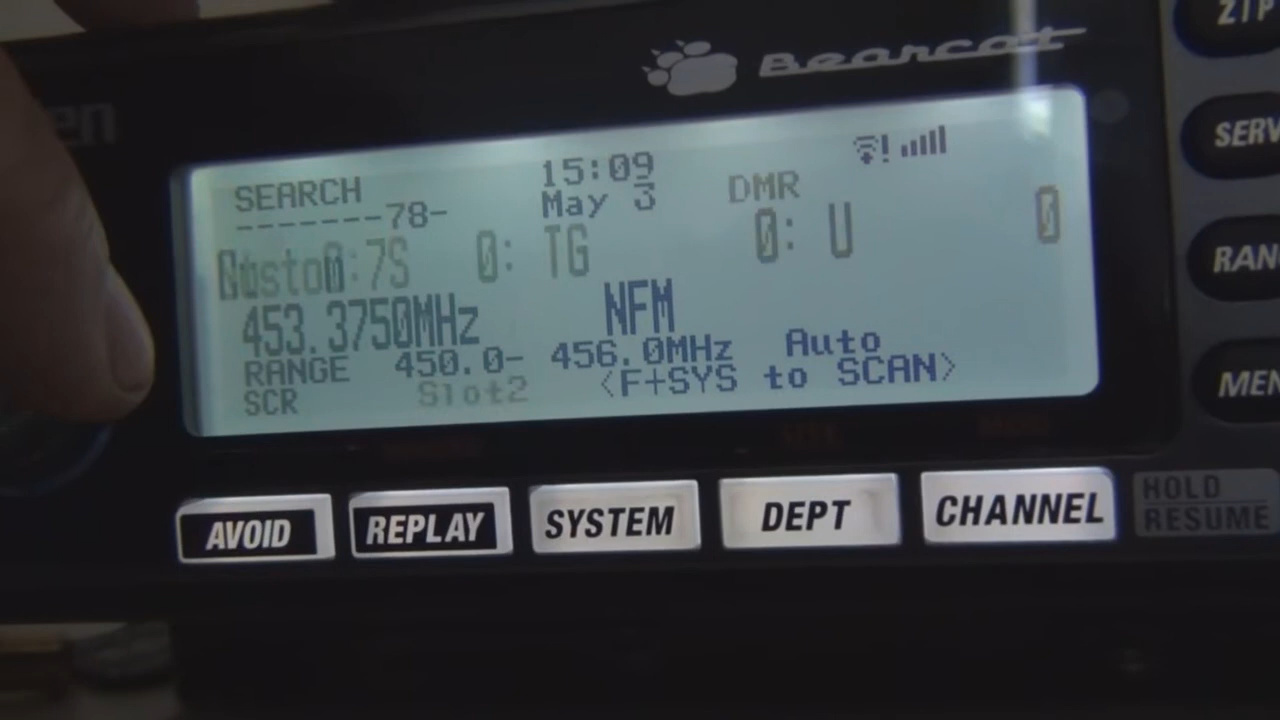 Bearcat
ZIP
en
15:09
SEARCH
May 3
DMR
-------78-
SERV
0: TG
0: U
0
453.3750MHz
NFM
RANGE 450.0- 456.0MHz Auto
SCR Slot2 <F+SYS to SCAN>
RAN
MEN
AVOID
REPLAY
SYSTEM
DEPT
CHANNEL
HOLD
RESUME